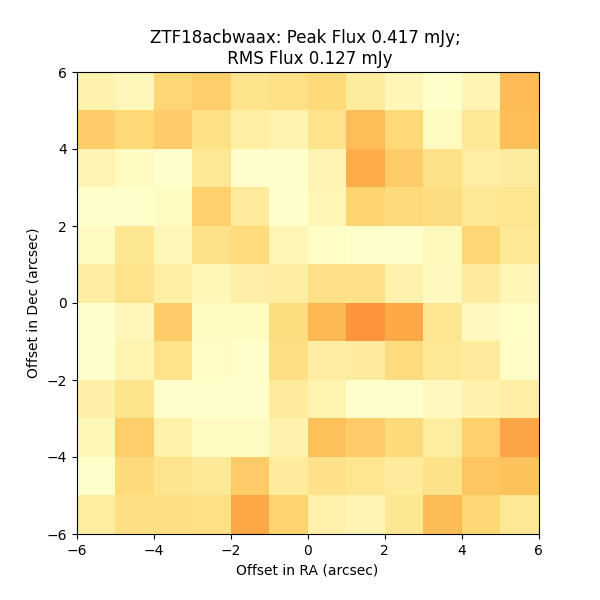 ZTF18acbwaax: Peak Flux 0.417 mJy;
RMS Flux 0.127 mJy
6
4
2
0
−2
−4
−6
Offset in Dec (arcsec)
−6 −4 −2 0 2 4 6
Offset in RA (arcsec)